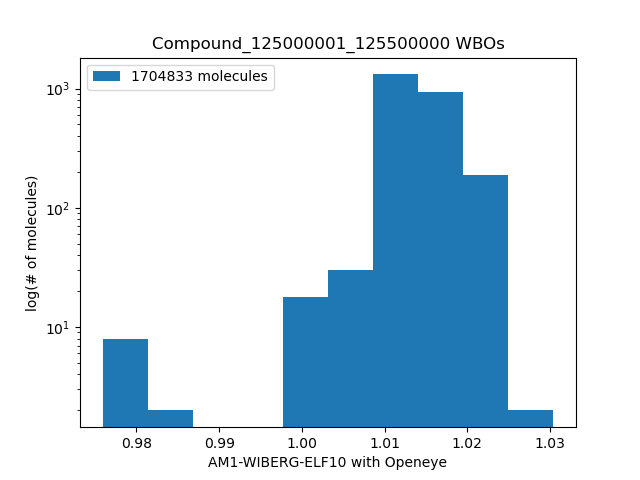 Compound_125000001_125500000 WBOs
1704833 molecules
log(# of molecules)
10³
10²
10¹
0.98 0.99 1.00 1.01 1.02 1.03
AM1-WIBERG-ELF10 with Openeye